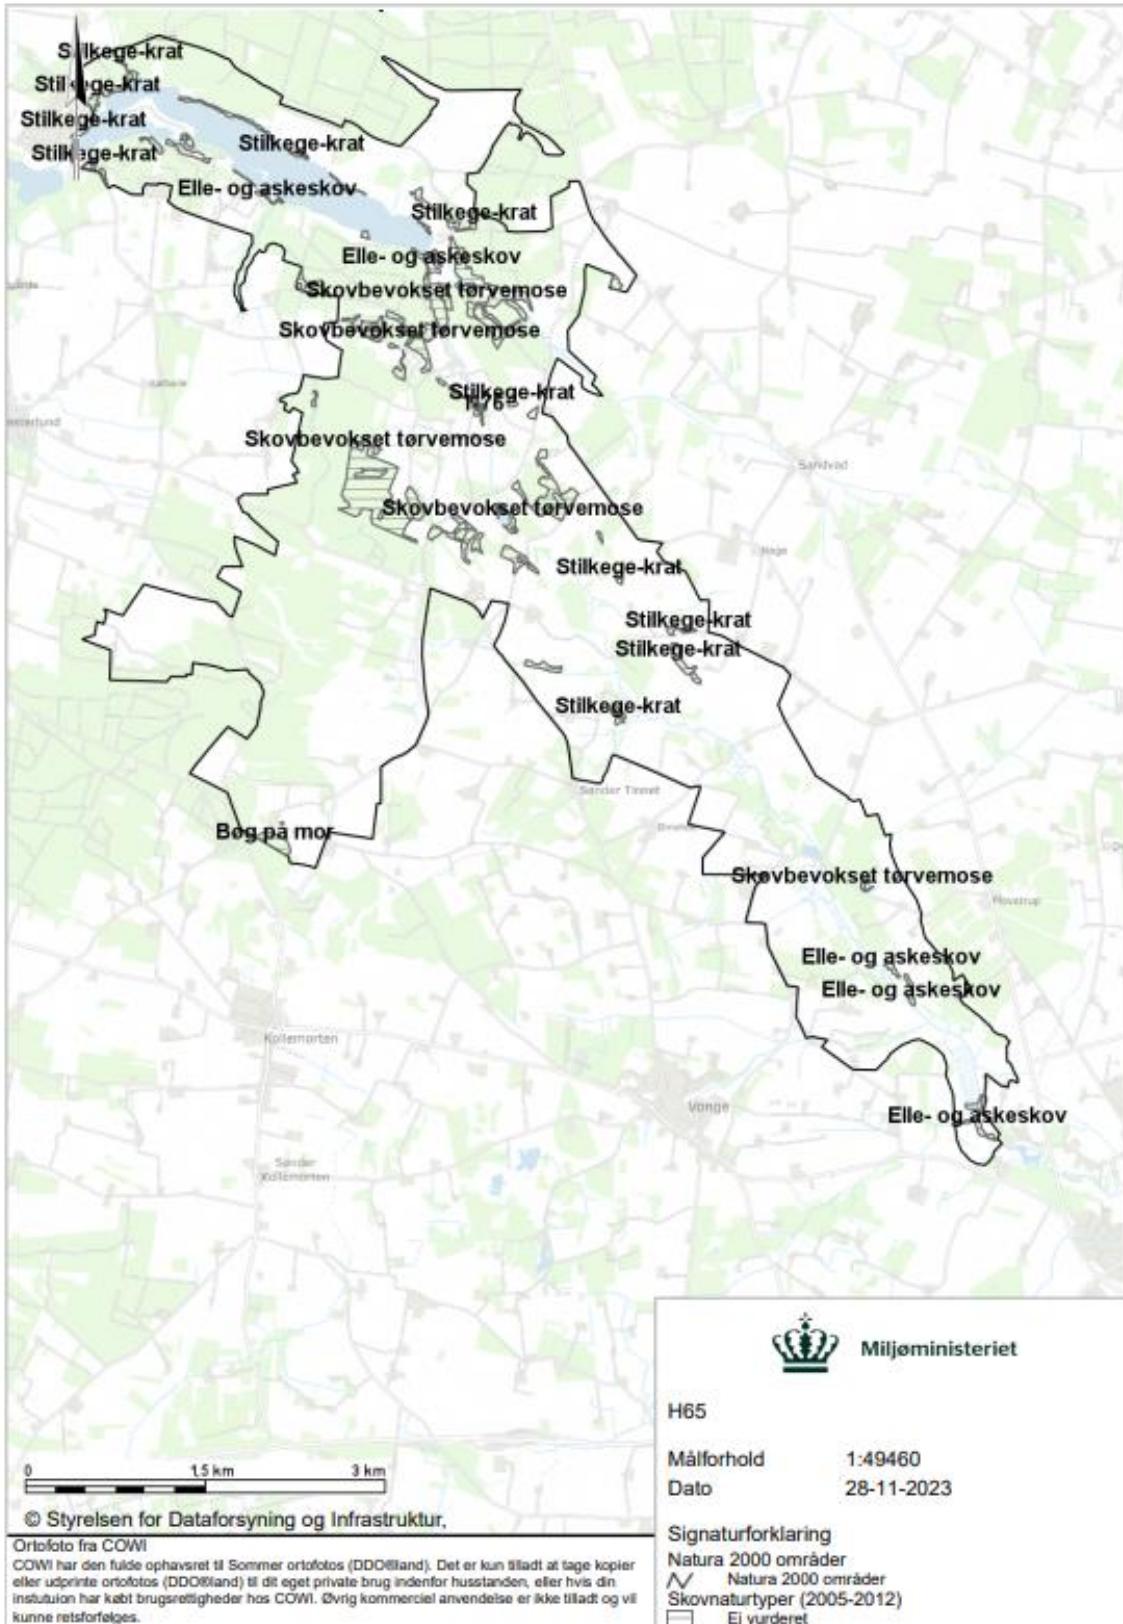 Stilkege-krat
Stilkege-krat
Stilkege-krat
Stilkege-krat
Stilkege-krat
Elle- og askeskov
Stilkege-krat
Elle- og askeskov
Skovbevokset tørvemose
Skovbevokset tørvemose
Stilkege-krat
Skovbevokset tørvemose
Sandvad
Skovbevokset tørvemose
Stilkege-krat
Stilkege-krat
Stilkege-krat
Stilkege-krat
Sønder Tinnet
Bøg på mor
Skovbevokset tørvemose
Elle- og askeskov
Elle- og askeskov
Kollemorten
Vonge
Elle- og askeskov
Sønder
Kollemorten
0 1,5 km 3 km
© Styrelsen for Dataforsyning og Infrastruktur,
Ortofoto fra COWI
COWI har den fulde ophavsret til Sommer ortofotos (DDO®land). Det er kun tilladt at tage kopier
eller udprinte ortofotos (DDO®land) til dit eget private brug indenfor husstanden, eller hvis din
instutuion har købt brugsrettigheder hos COWI. Øvrig kommerciel anvendelse er ikke tilladt og vil
kunne retsforfølges.
Miljøministeriet
H65
Målforhold 1:49460
Dato 28-11-2023
Signaturforklaring
Natura 2000 områder
Natura 2000 områder
Skovnaturtyper (2005-2012)
Ej vurderet